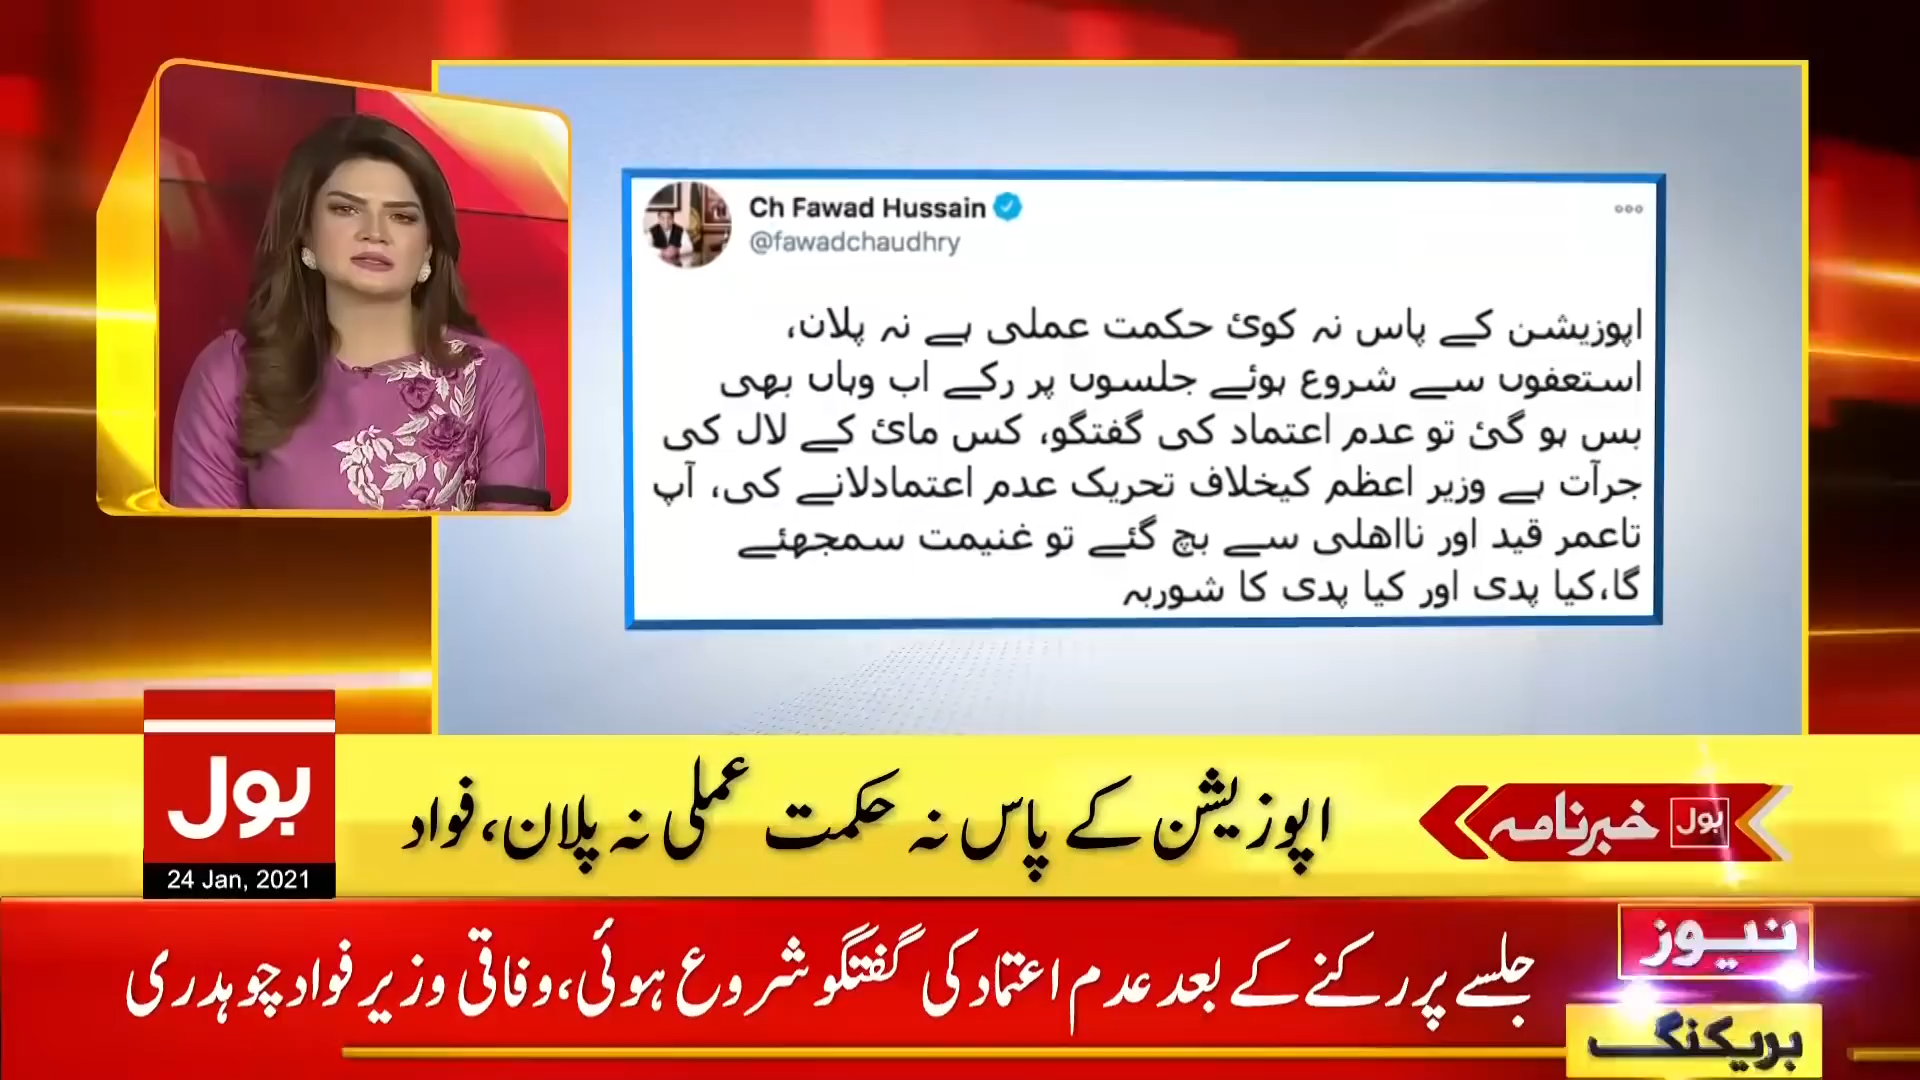 Ch Fawad Hussain
@fawadchaudhry
اپوزیشن کے پاس نہ کوئ حکمت عملی ہے نہ پلان،
استعفوں سے شروع ہوئے جلسوں پر رکے اب وہاں بھی
بس ہو گئ تو عدم اعتماد کی گفتگو، کس مائ کے لال کی
جرآت ہے وزیر اعظم کیخلاف تحریک عدم اعتمادلانے کی، آپ
تاعمر قید اور نااھلی سے بچ گئے تو غنیمت سمجھئے
گا،کیا پدی اور کیا پدی کا شوربہ
بول
24 Jan, 2021
بول خبرنامہ
اپوزیشن کے پاس نہ حکمت عملی نہ پلان، فواد
نیوز
بریکنگ
جلسے پر رکنے کے بعد عدم اعتماد کی گفتگو شروع ہوئی، وفاقی وزیر فواد چوہدری